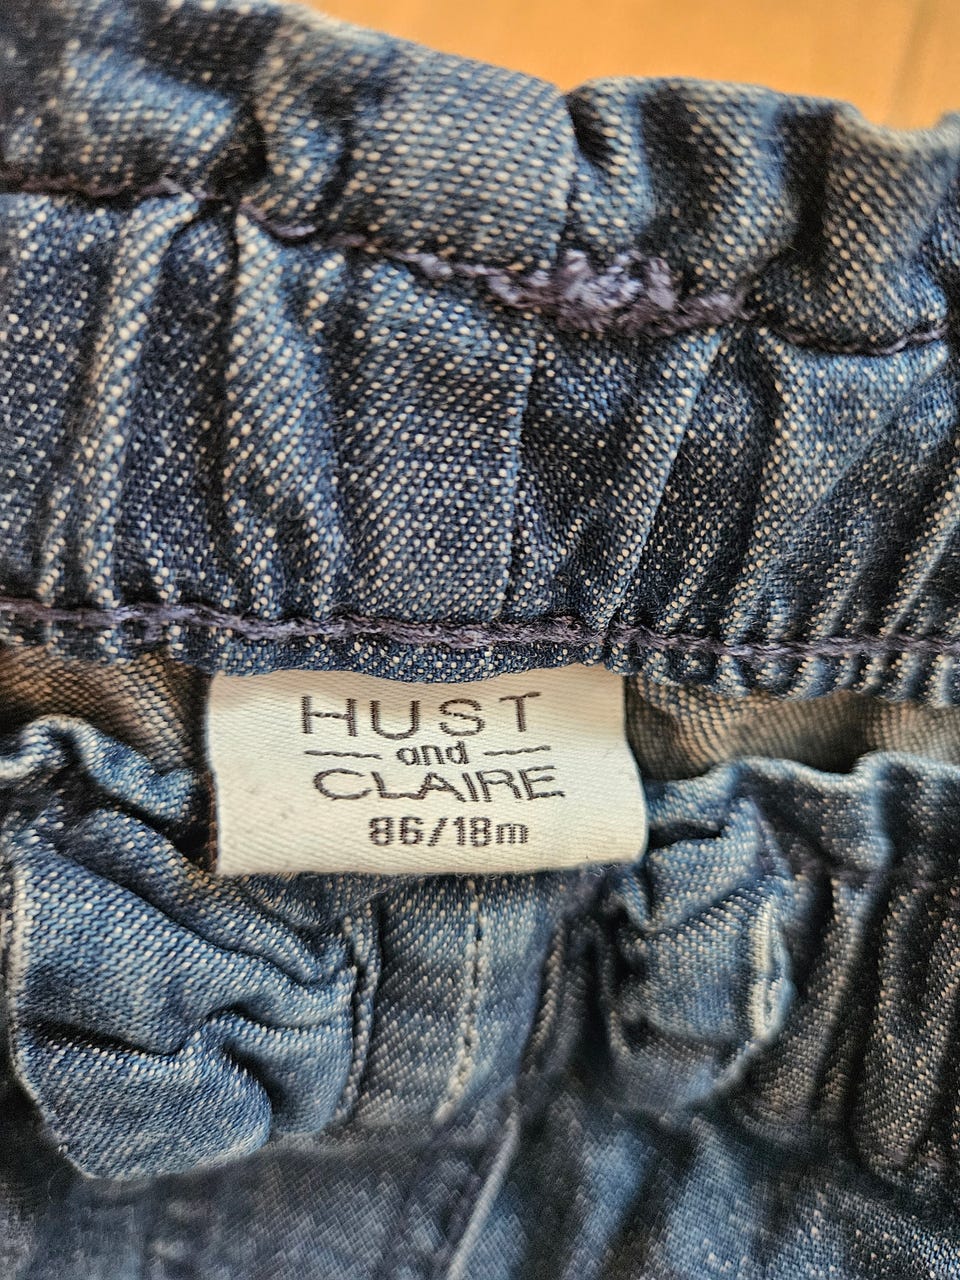 HUST
and
CLAIRE
86/18m